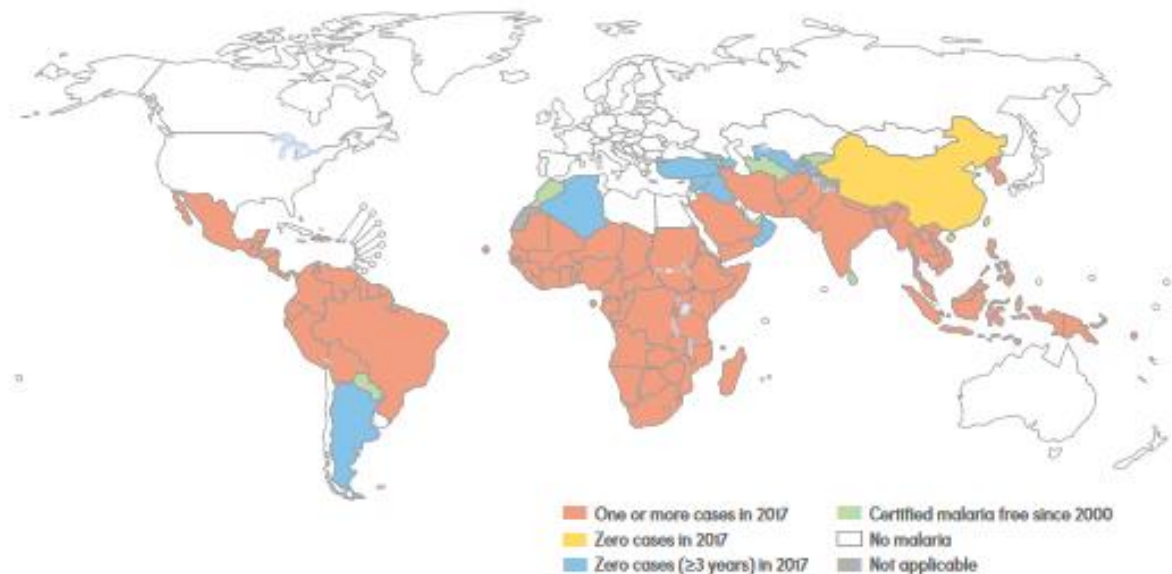 One or more cases in 2017
Zero cases in 2017
Zero cases (≥3 years) in 2017
Certified malaria free since 2000
No malaria
Not applicable